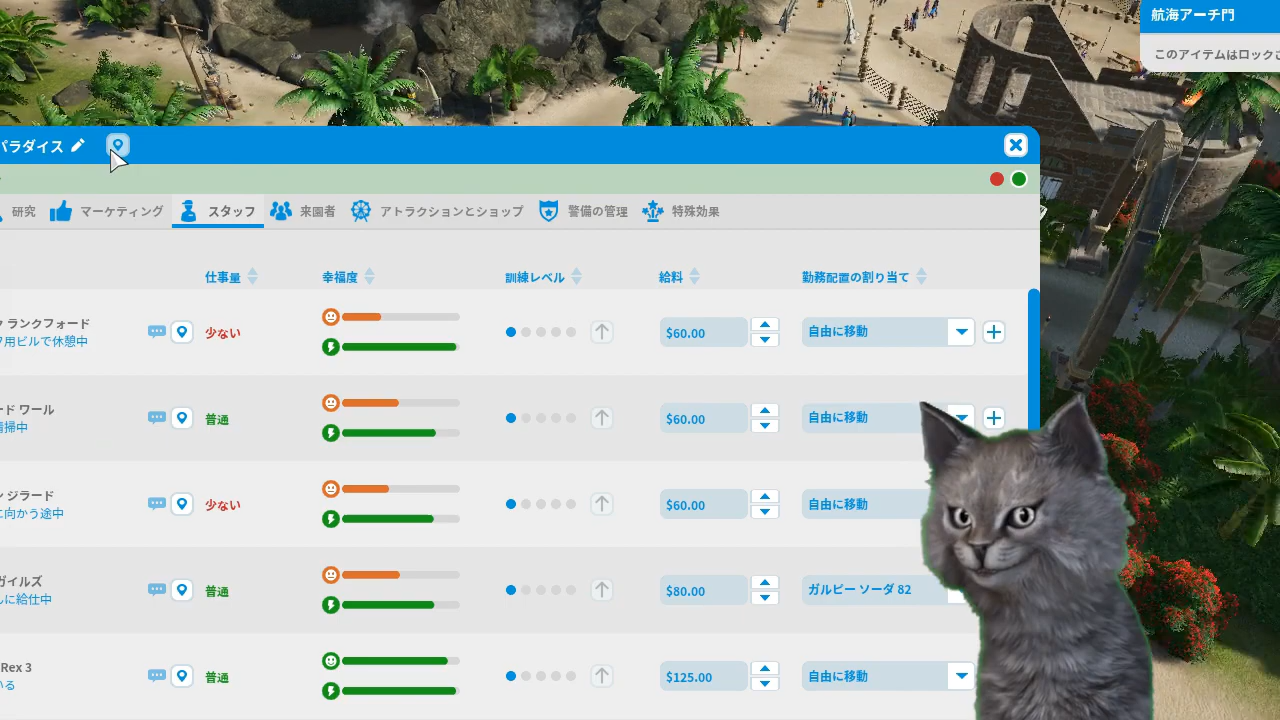 航海アーチ門
このアイテムはロック
パラダイス
研究 マーケティング スタッフ 来園者 アトラクションとショップ 警備の管理 特殊効果
仕事量 幸福度 訓練レベル 給料 勤務配置の割り当て
ランクフォード
用ビルで休憩中
少ない $60.00 自由に移動
ード ワール
清掃中
普通 $60.00 自由に移動
ン ジラード
に向かう途中
少ない $60.00 自由に移動
ガイルズ
んに給仕中
普通 $80.00 ガルピー ソーダ 82
Rex 3
いる
普通 $125.00 自由に移動